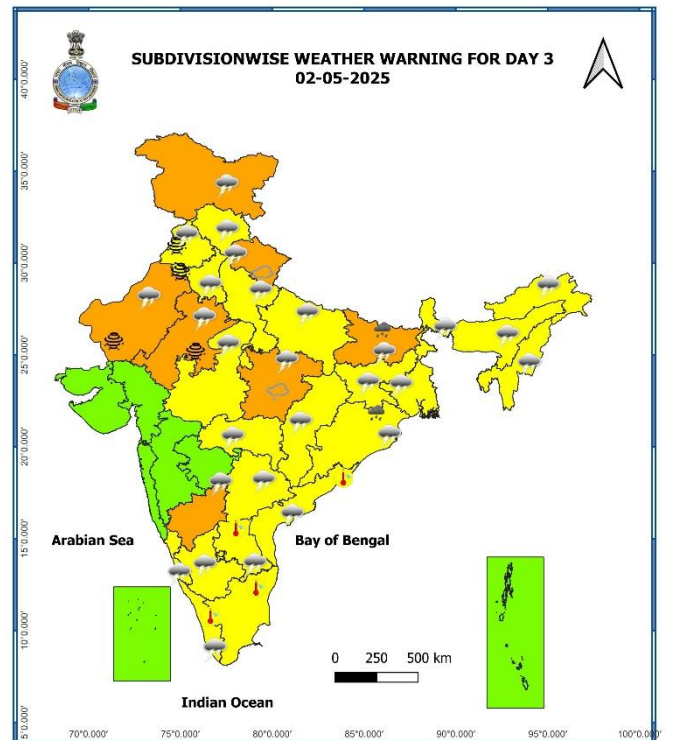 SUBDIVISIONWISE WEATHER WARNING FOR DAY 3
02-05-2025
40°0.000'
35°0.000'
30°0.000'
25°0.000'
20°0.000'
15°0.000'
10°0.000'
5°0.000'
Arabian Sea
Bay of Bengal
0 250 500 km
Indian Ocean
70°0.000' 75°0.000' 80°0.000' 85°0.000' 90°0.000' 95°0.000' 100°0.000'